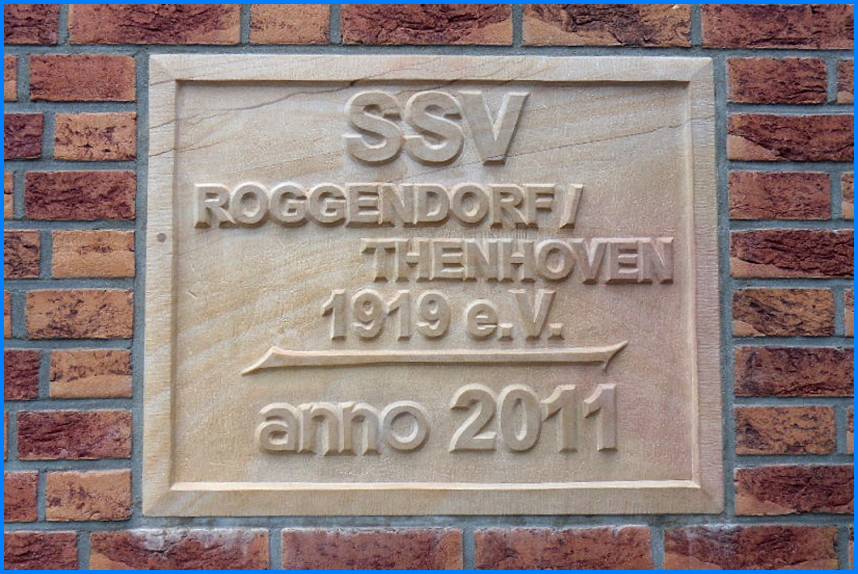 SSV
ROGGENDORF/
THENHOVEN
1919 e.V.
anno 2011